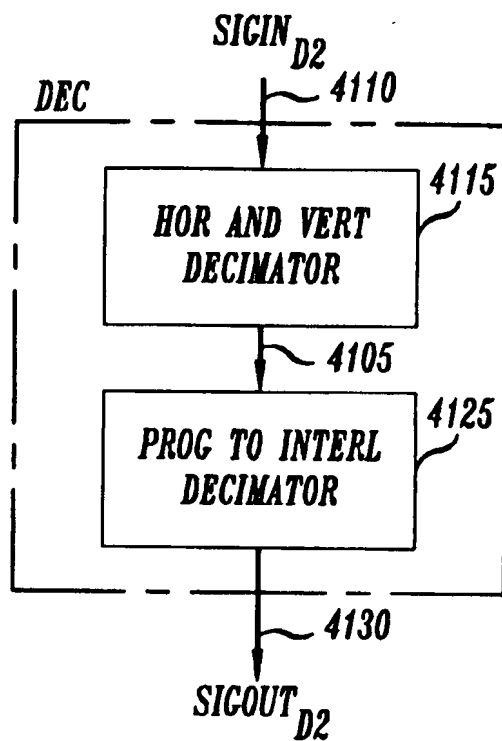 SIGIN D2
4110
DEC
4115
HOR AND VERT
DECIMATOR
4105
4125
PROG TO INTERL
DECIMATOR
4130
SIGOUT D2